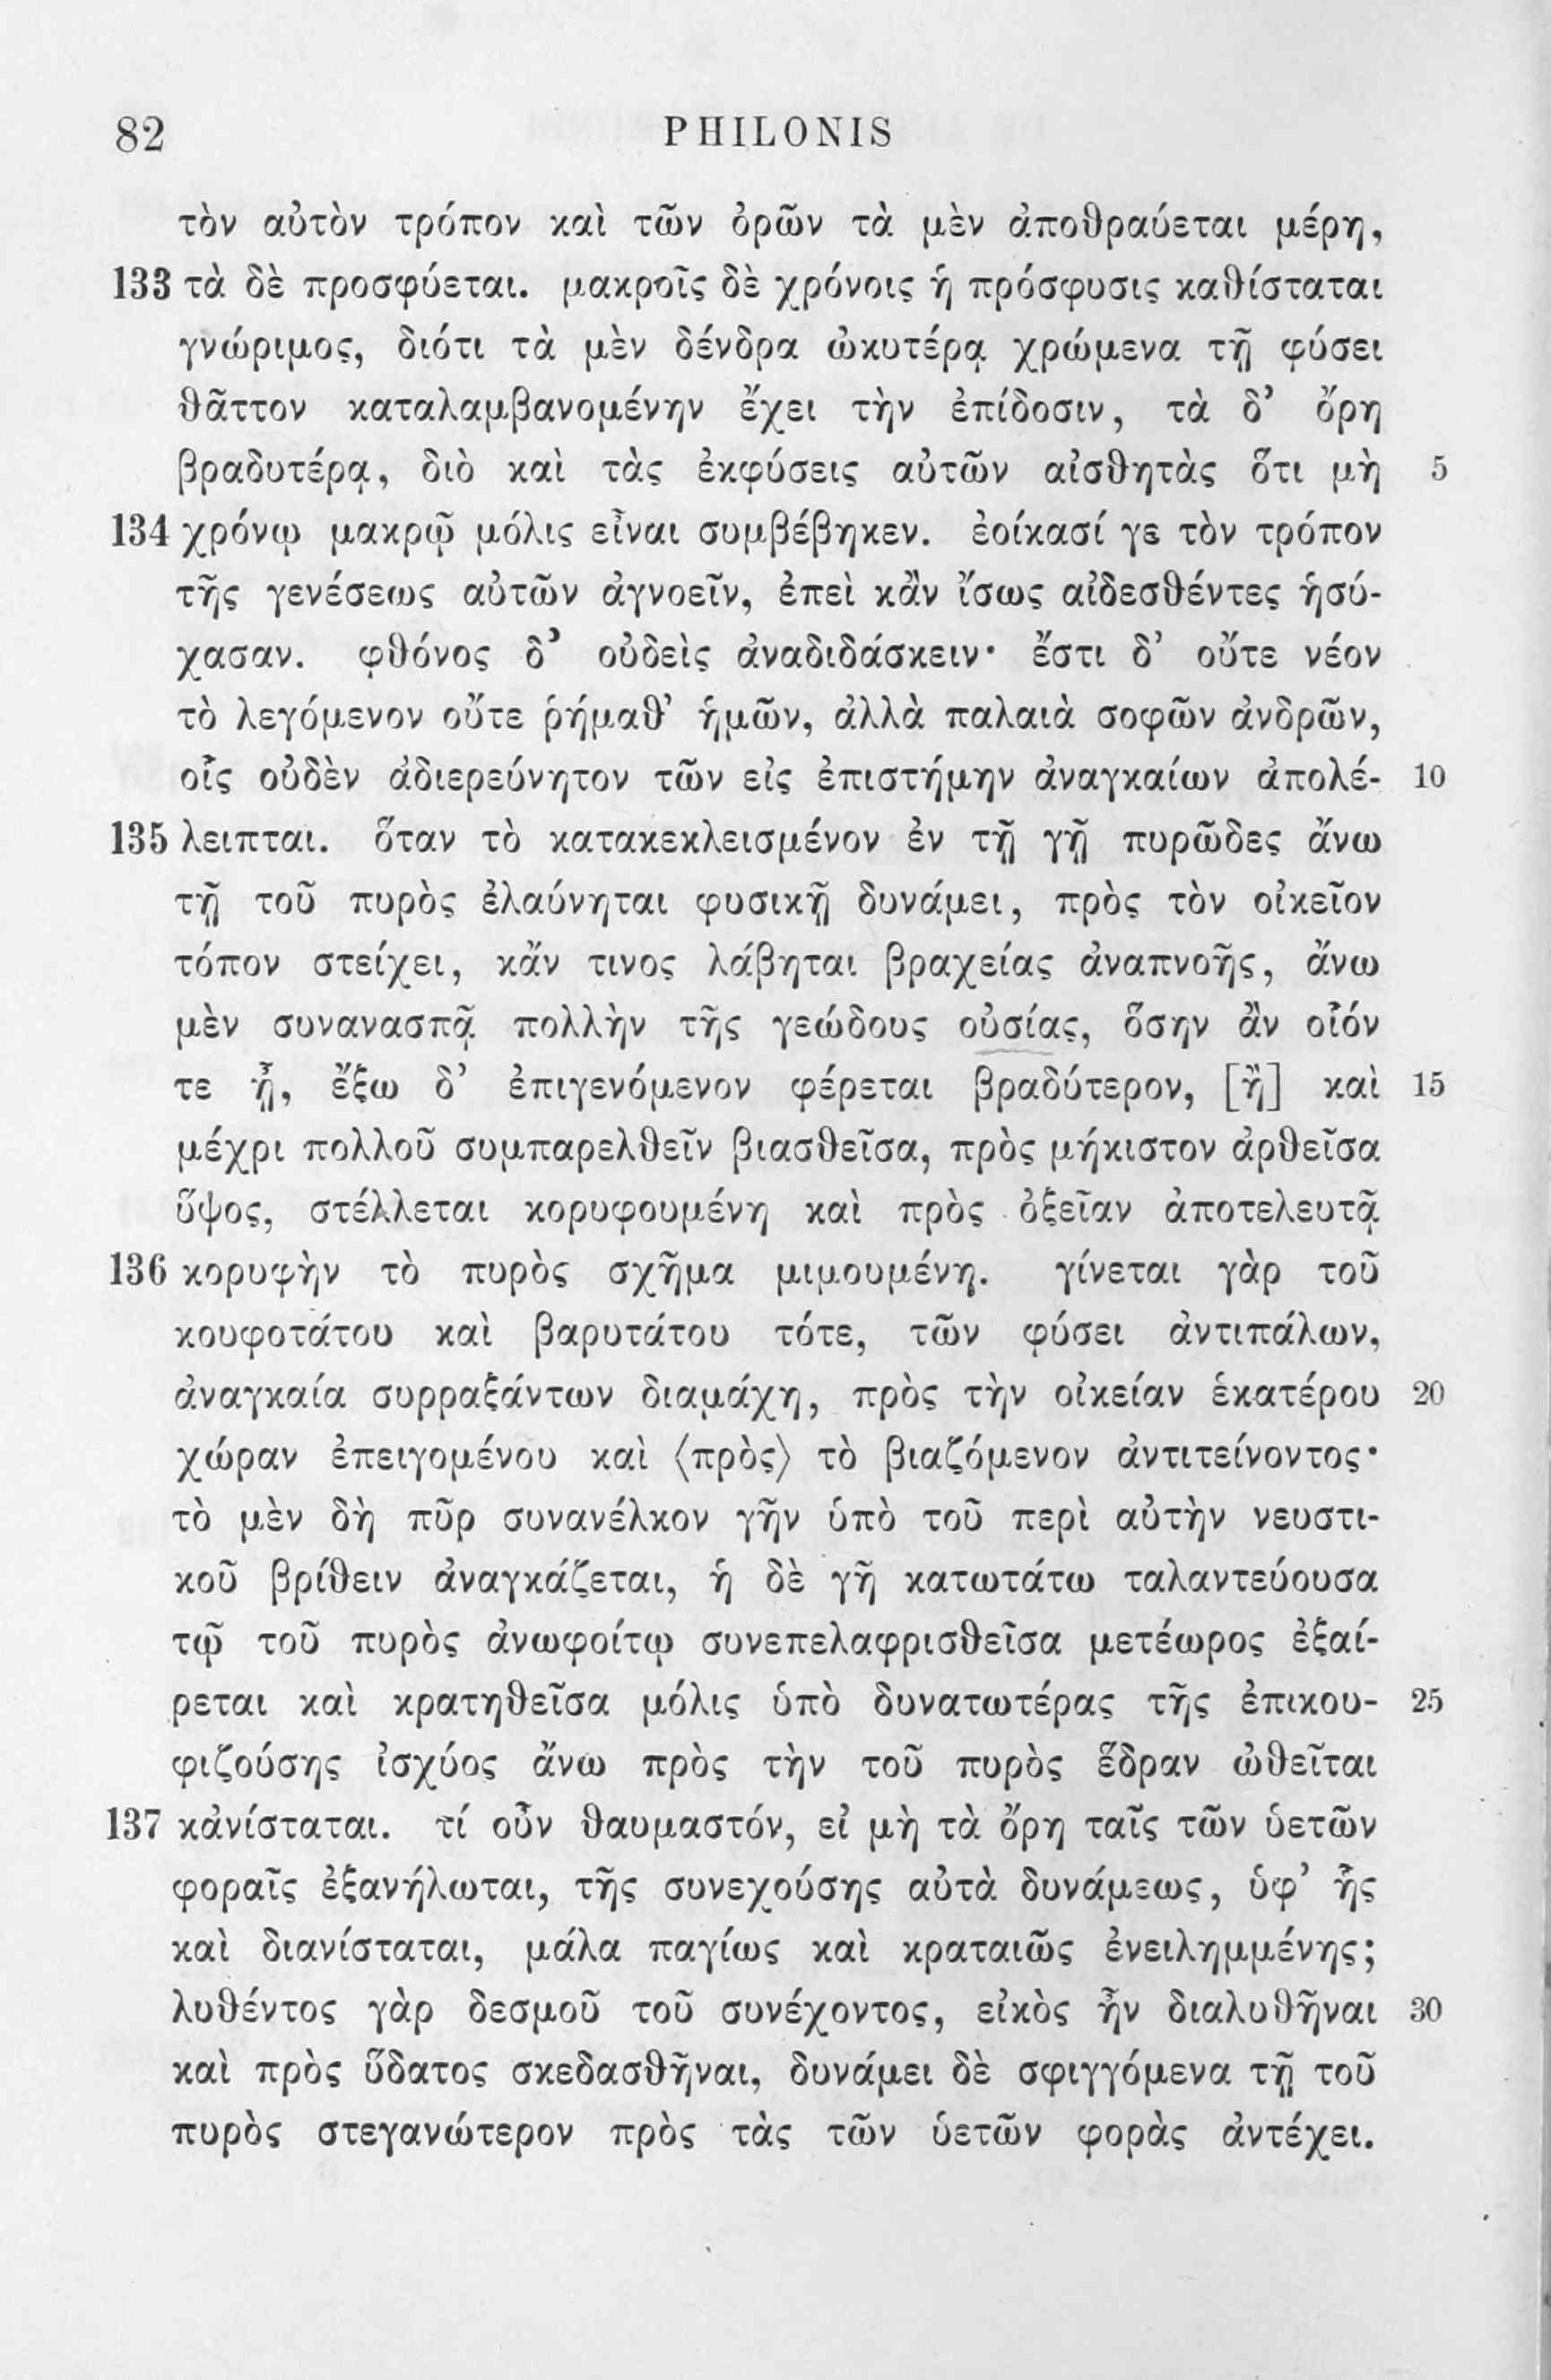 82 PHILONIS
τὸν αὐτὸν τρόπον καὶ τῶν ὀρῶν τὰ μὲν ἀποθραύεται μέρη,
133 τὰ δὲ προσφύεται. μακροῖς δὲ χρόνοις ἡ πρόσφυσις καθίσταται
γνώριμος, διότι τὰ μὲν δένδρα ὠκυτέρᾳ χρώμενα τῇ φύσει
θᾶττον καταλαμβανομένην ἔχει τὴν ἐπίδοσιν, τὰ δ’ ὄρη
βραδυτέρᾳ, διὸ καὶ τὰς ἐκφύσεις αὐτῶν αἰσθητὰς ὅτι μὴ 5
134 χρόνῳ μακρῷ μόλις εἶναι συμβέβηκεν. ἐοίκασί γε τὸν τρόπον
τῆς γενέσεως αὐτῶν ἀγνοεῖν, ἐπεὶ κἂν ἴσως αἰδεσθέντες ἡσύ-
χασαν. φθόνος δ’ οὐδεὶς ἀναδιδάσκειν· ἔστι δ’ οὔτε νέον
τὸ λεγόμενον οὔτε ῥήμαθ’ ἡμῶν, ἀλλὰ παλαιὰ σοφῶν ἀνδρῶν,
οἷς οὐδὲν ἀδιερεύνητον τῶν εἰς ἐπιστήμην ἀναγκαίων ἀπολέ- 10
135 λειπται. ὅταν τὸ κατακεκλεισμένον ἐν τῇ γῇ πυρῶδες ἄνω
τῇ τοῦ πυρὸς ἐλαύνηται φυσικῇ δυνάμει, πρὸς τὸν οἰκεῖον
τόπον στείχει, κἄν τινος λάβηται βραχείας ἀναπνοῆς, ἄνω
μὲν συνανασπᾷ πολλὴν τῆς γεώδους οὐσίας, ὅσην ἂν οἷόν
τε ᾖ, ἔξω δ’ ἐπιγενόμενον φέρεται βραδύτερον, [ἢ] καὶ 15
μέχρι πολλοῦ συμπαρελθεῖν βιασθεῖσα, πρὸς μήκιστον ἀρθεῖσα
ὕψος, στέλλεται κορυφουμένη καὶ πρὸς ὀξεῖαν ἀποτελευτᾷ
136 κορυφὴν τὸ πυρὸς σχῆμα μιμουμένη. γίνεται γὰρ τοῦ
κουφοτάτου καὶ βαρυτάτου τότε, τῶν φύσει ἀντιπάλων,
ἀναγκαία συρραξάντων διαμάχη, πρὸς τὴν οἰκείαν ἑκατέρου 20
χώραν ἐπειγομένου καὶ ⟨πρὸς⟩ τὸ βιαζόμενον ἀντιτείνοντος·
τὸ μὲν δὴ πῦρ συνανέλκον γῆν ὑπὸ τοῦ περὶ αὐτὴν νευστι-
κοῦ βρίθειν ἀναγκάζεται, ἡ δὲ γῆ κατωτάτω ταλαντεύουσα
τῷ τοῦ πυρὸς ἀνωφοίτῳ συνεπελαφρισθεῖσα μετέωρος ἐξαί-
ρεται καὶ κρατηθεῖσα μόλις ὑπὸ δυνατωτέρας τῆς ἐπικου- 25
φιζούσης ἰσχύος ἄνω πρὸς τὴν τοῦ πυρὸς ἕδραν ὠθεῖται
137 κἀνίσταται. τί οὖν θαυμαστόν, εἰ μὴ τὰ ὄρη ταῖς τῶν ὑετῶν
φοραῖς ἐξανήλωται, τῆς συνεχούσης αὐτὰ δυνάμεως, ὑφ’ ἧς
καὶ διανίσταται, μάλα παγίως καὶ κραταιῶς ἐνειλημμένης;
λυθέντος γὰρ δεσμοῦ τοῦ συνέχοντος, εἰκὸς ἦν διαλυθῆναι 30
καὶ πρὸς ὕδατος σκεδασθῆναι, δυνάμει δὲ σφιγγόμενα τῇ τοῦ
πυρὸς στεγανώτερον πρὸς τὰς τῶν ὑετῶν φορὰς ἀντέχει.